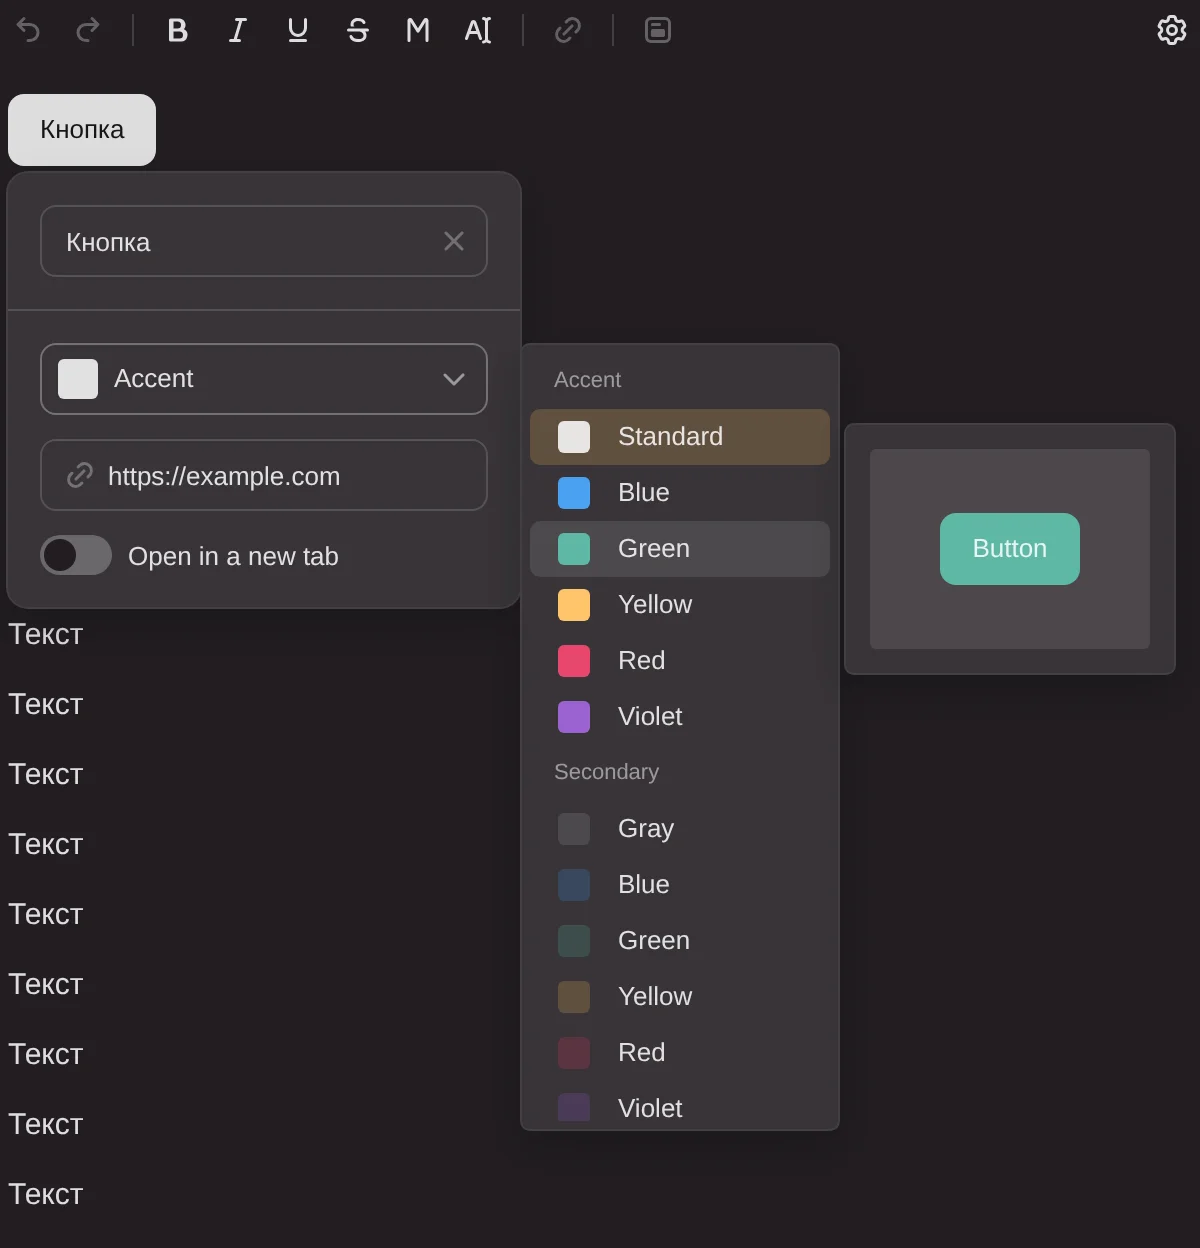 Кнопка
Кнопка
Accent
https://example.com
Open in a new tab
Accent
Standard
Blue
Green
Yellow
Red
Violet
Secondary
Gray
Blue
Green
Yellow
Red
Violet
Button
Текст
Текст
Текст
Текст
Текст
Текст
Текст
Текст
Текст